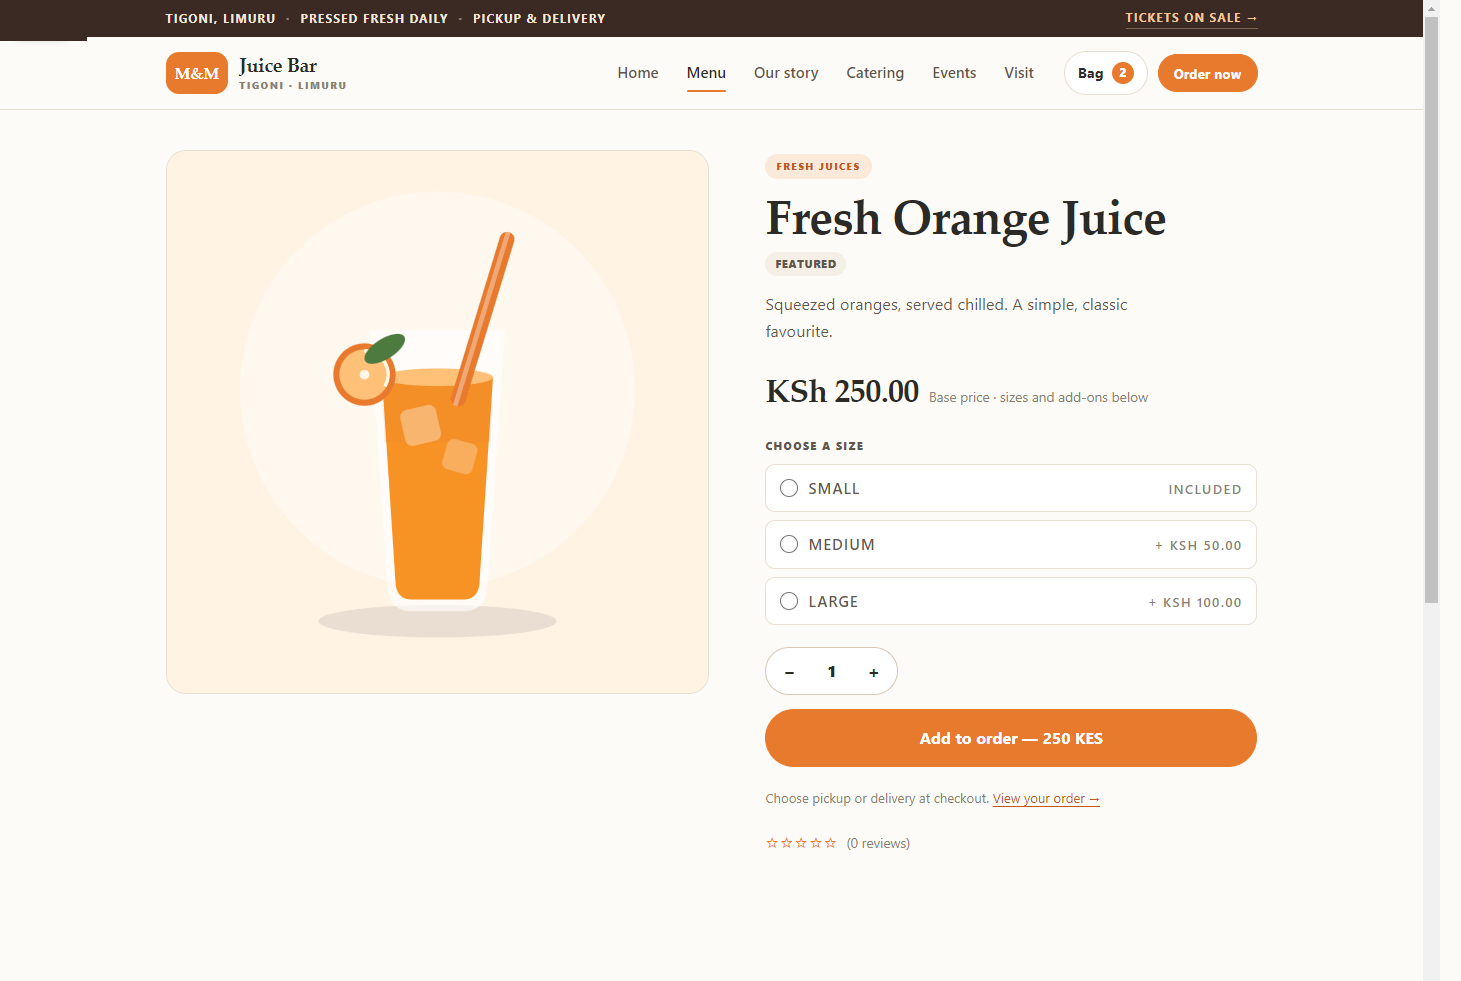 TIGONI, LIMURU · PRESSED FRESH DAILY · PICKUP & DELIVERY
TICKETS ON SALE →
M&M
Juice Bar
TIGONI · LIMURU
Home
Menu
Our story
Catering
Events
Visit
Bag 2
Order now
FRESH JUICES
Fresh Orange Juice
FEATURED
Squeezed oranges, served chilled. A simple, classic
favourite.
KSh 250.00 Base price · sizes and add-ons below
CHOOSE A SIZE
SMALL INCLUDED
MEDIUM + KSH 50.00
LARGE + KSH 100.00
− 1 +
Add to order — 250 KES
Choose pickup or delivery at checkout. View your order →
☆☆☆☆☆ (0 reviews)